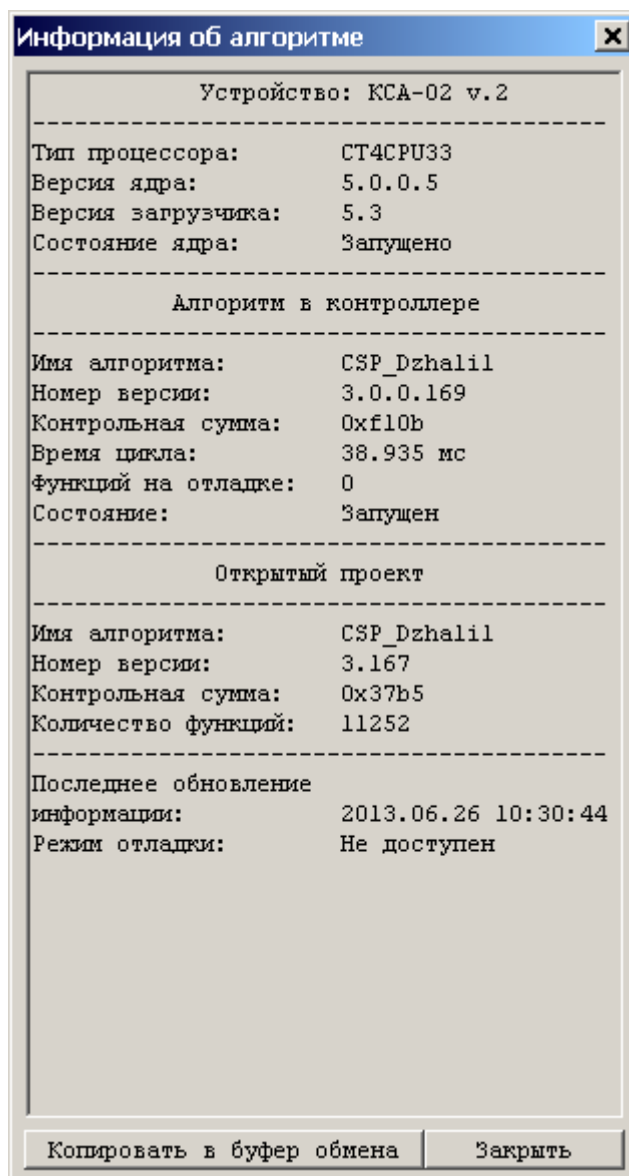 Информация об алгоритме
Устройство: КСА-02 v.2
----------------------------------------
Тип процессора: CT4CPU33
Версия ядра: 5.0.0.5
Версия загрузчика: 5.3
Состояние ядра: Запущено
----------------------------------------
Алгоритм в контроллере
----------------------------------------
Имя алгоритма: CSP_Dzhalil
Номер версии: 3.0.0.169
Контрольная сумма: 0xf10b
Время цикла: 38.935 мс
Функций на отладке: 0
Состояние: Запущен
----------------------------------------
Открытый проект
----------------------------------------
Имя алгоритма: CSP_Dzhalil
Номер версии: 3.167
Контрольная сумма: 0x37b5
Количество функций: 11252
----------------------------------------
Последнее обновление
информации: 2013.06.26 10:30:44
Режим отладки: Не доступен
Копировать в буфер обмена Закрыть